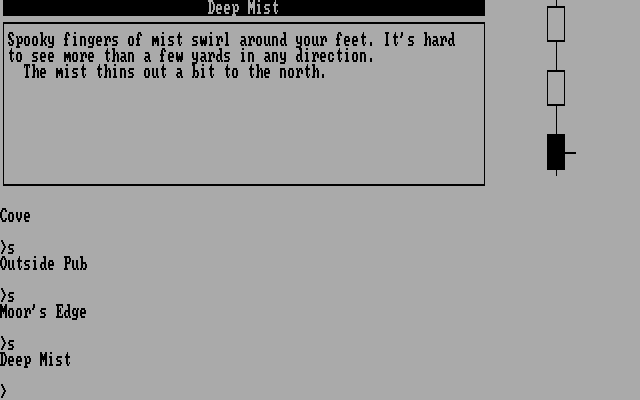 Deep Mist
Spooky fingers of mist swirl around your feet. It's hard
to see more than a few yards in any direction.
The mist thins out a bit to the north.
Cove
>s
Outside Pub
>s
Moor's Edge
>s
Deep Mist
>